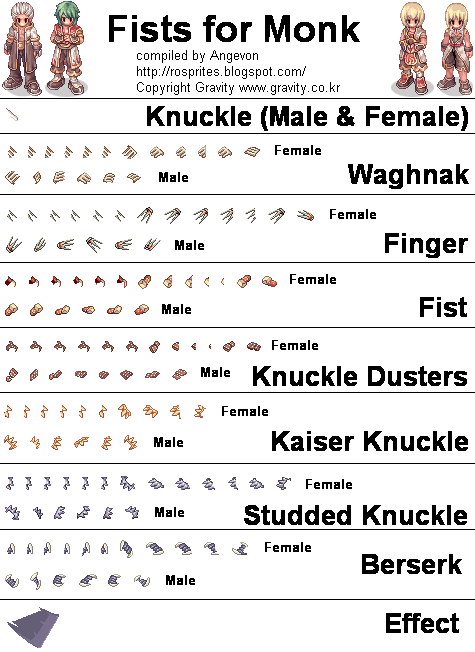 Fists for Monk
compiled by Angevon
http://rosprites.blogspot.com/
Copyright Gravity www.gravity.co.kr
Knuckle (Male & Female)
Female
Male
Waghnak
Female
Male
Finger
Female
Male
Fist
Female
Male
Knuckle Dusters
Female
Male
Kaiser Knuckle
Female
Male
Studded Knuckle
Female
Male
Berserk
Effect